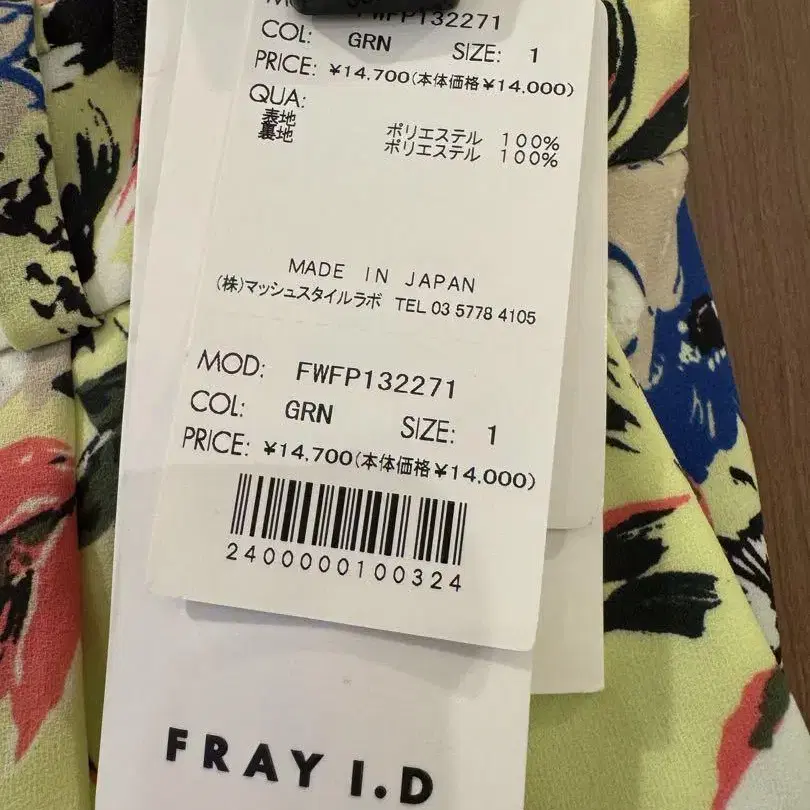 FWFP132271
COL: GRN SIZE: 1
PRICE: ¥14,700(本体価格¥14,000)
QUA:
表地 ポリエステル 100%
裏地 ポリエステル 100%
MADE IN JAPAN
(株)マッシュスタイルラボ TEL 03 5778 4105
MOD: FWFP132271
COL: GRN SIZE: 1
PRICE: ¥14,700(本体価格¥14,000)
2400000100324
FRAY I.D